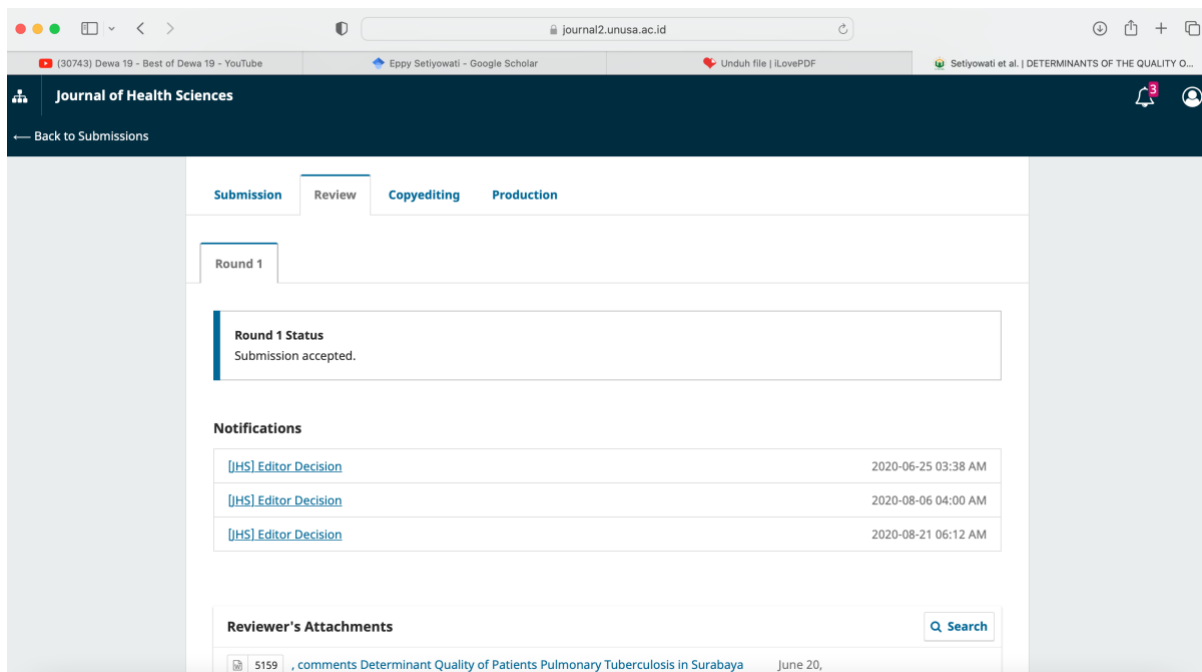 journal2.unusa.ac.id
(30743) Dewa 19 - Best of Dewa 19 - YouTube
Eppy Setiyowati - Google Scholar
Unduh file | iLovePDF
Setiyowati et al. | DETERMINANTS OF THE QUALITY O...
Journal of Health Sciences
3
← Back to Submissions
Submission
Review
Copyediting
Production
Round 1
Round 1 Status
Submission accepted.
Notifications
[JHS] Editor Decision 2020-06-25 03:38 AM
[JHS] Editor Decision 2020-08-06 04:00 AM
[JHS] Editor Decision 2020-08-21 06:12 AM
Reviewer's Attachments
Search
5159 , comments Determinant Quality of Patients Pulmonary Tuberculosis in Surabaya June 20,